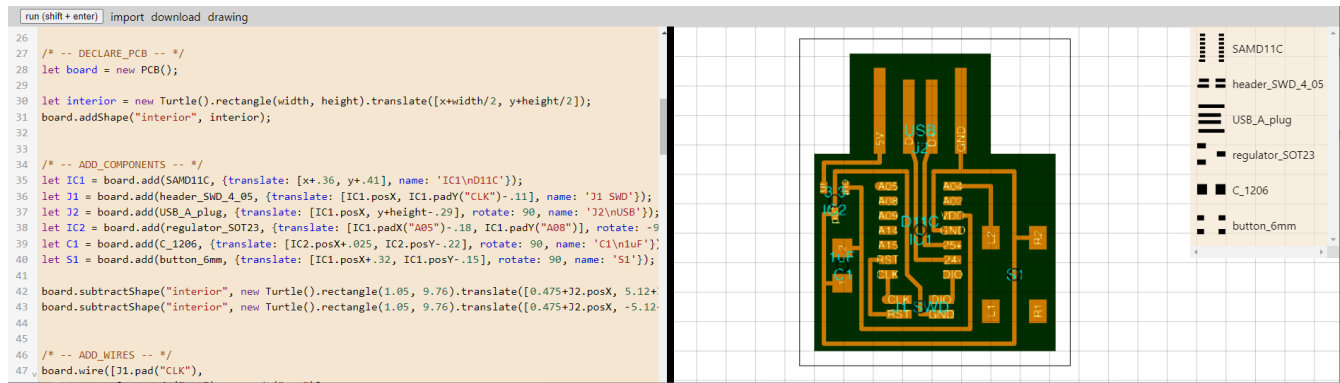 run (shift + enter) import download drawing
26
27 /* -- DECLARE_PCB -- */
28 let board = new PCB();
29
30 let interior = new Turtle().rectangle(width, height).translate([x+width/2, y+height/2]);
31 board.addShape("interior", interior);
32
33
34 /* -- ADD_COMPONENTS -- */
35 let IC1 = board.add(SAMD11C, {translate: [x+.36, y+.41], name: 'IC1\nD11C'});
36 let J1 = board.add(header_SWD_4_05, {translate: [IC1.posX, IC1.padY("CLK")-.11], name: 'J1 SWD'});
37 let J2 = board.add(USB_A_plug, {translate: [IC1.posX, y+height-.29], rotate: 90, name: 'J2\nUSB'});
38 let IC2 = board.add(regulator_SOT23, {translate: [IC1.padX("A05")-.18, IC1.padY("A08")], rotate: -9
39 let C1 = board.add(C_1206, {translate: [IC2.posX+.025, IC2.posY-.22], rotate: 90, name: 'C1\n1uF'})
40 let S1 = board.add(button_6mm, {translate: [IC1.posX+.32, IC1.posY-.15], rotate: 90, name: 'S1'});
41
42 board.subtractShape("interior", new Turtle().rectangle(1.05, 9.76).translate([0.475+J2.posX, 5.12+
43 board.subtractShape("interior", new Turtle().rectangle(1.05, 9.76).translate([0.475+J2.posX, -5.12
44
45
46 /* -- ADD_WIRES -- */
47 board.wire([J1.pad("CLK"),
5V
USB
J2
GND
A05
A08
A09
A14
A15
RST
CLK
A04
A02
VDD
GND
25+
24-
DIO
D11C
IC1
IC2
1uF
C1
L2
R2
S1
L1
R1
CLK
DIO
RST
GND
J1 SWD
SAMD11C
header_SWD_4_05
USB_A_plug
regulator_SOT23
C_1206
button_6mm